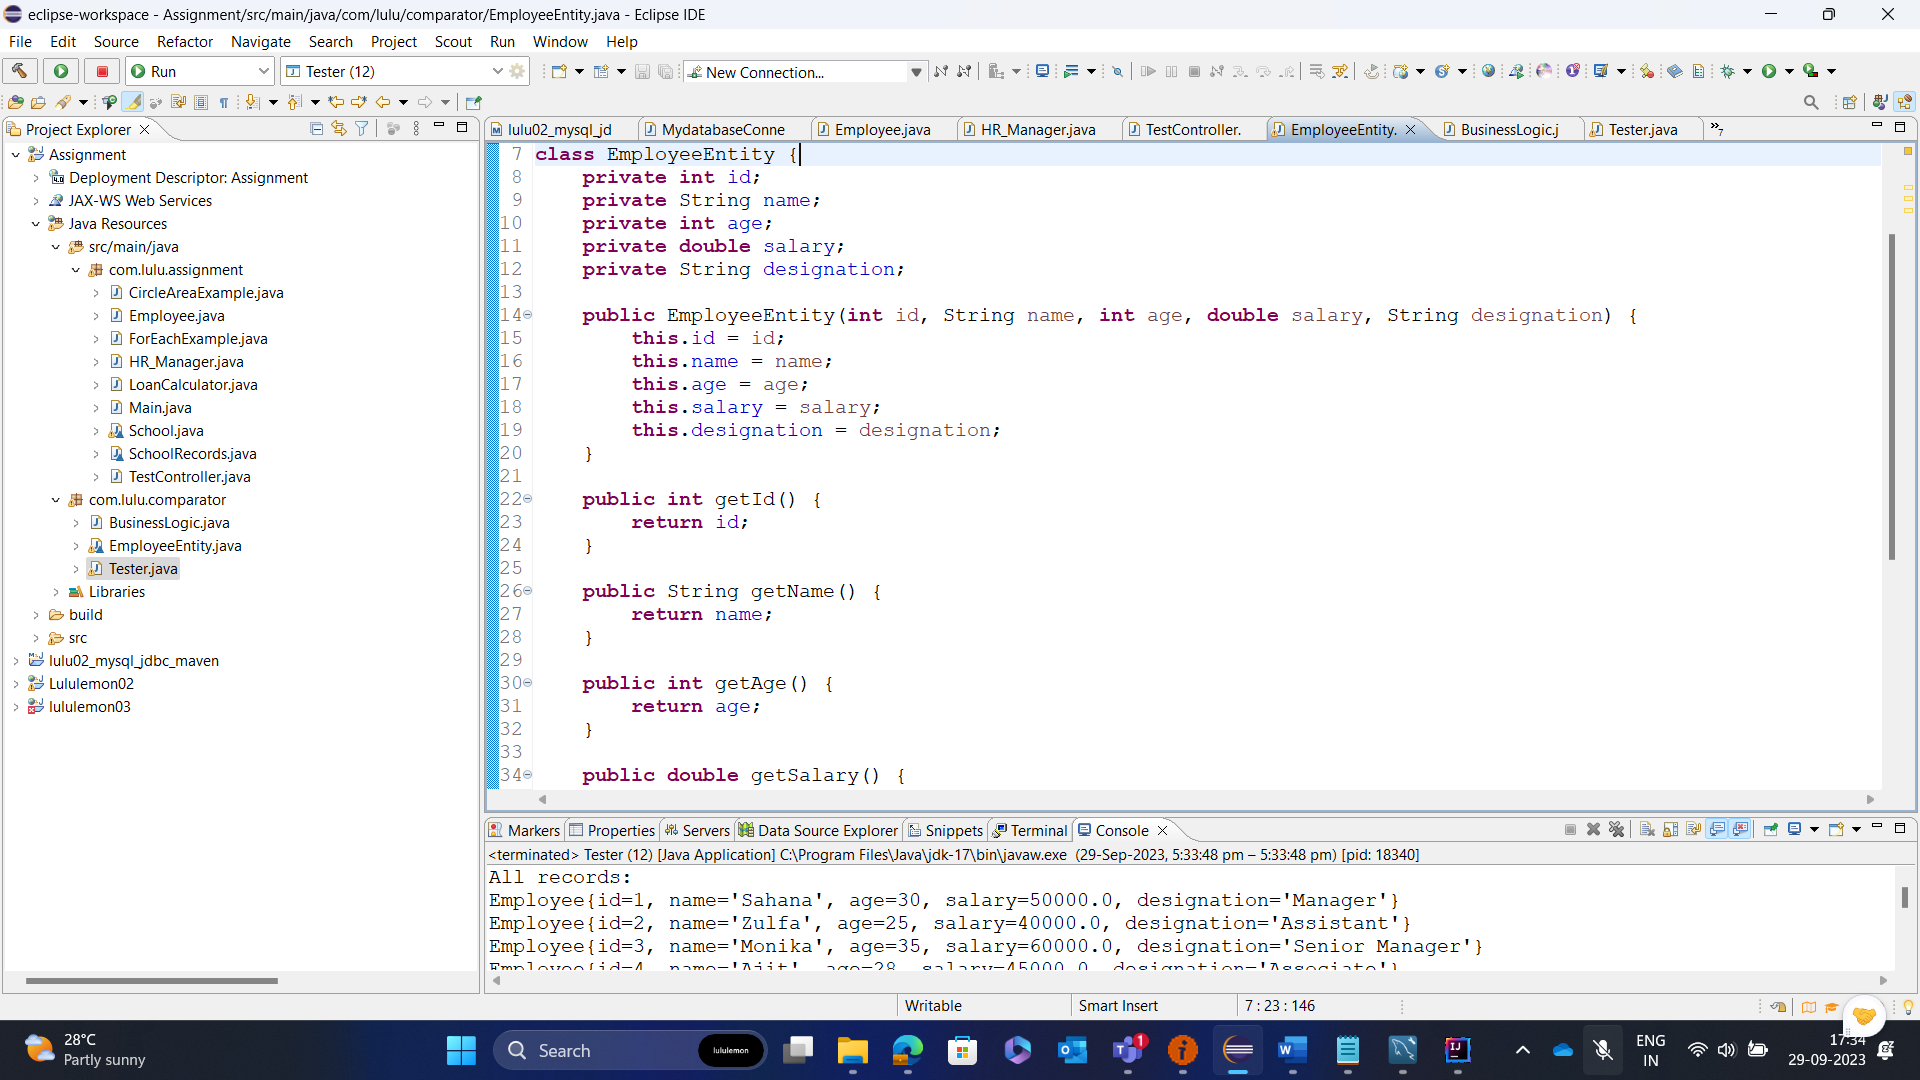 eclipse-workspace - Assignment/src/main/java/com/lulu/comparator/EmployeeEntity.java - Eclipse IDE
File Edit Source Refactor Navigate Search Project Scout Run Window Help
Run Tester (12) New Connection...
Project Explorer
Assignment
Deployment Descriptor: Assignment
JAX-WS Web Services
Java Resources
src/main/java
com.lulu.assignment
CircleAreaExample.java
Employee.java
ForEachExample.java
HR_Manager.java
LoanCalculator.java
Main.java
School.java
SchoolRecords.java
TestController.java
com.lulu.comparator
BusinessLogic.java
EmployeeEntity.java
Tester.java
Libraries
build
src
lulu02_mysql_jdbc_maven
Lululemon02
lululemon03
lulu02_mysql_jd MydatabaseConne Employee.java HR_Manager.java TestController. EmployeeEntity. BusinessLogic.j Tester.java »7
7 class EmployeeEntity {
8 private int id;
9 private String name;
10 private int age;
11 private double salary;
12 private String designation;
13
14 public EmployeeEntity(int id, String name, int age, double salary, String designation) {
15 this.id = id;
16 this.name = name;
17 this.age = age;
18 this.salary = salary;
19 this.designation = designation;
20 }
21
22 public int getId() {
23 return id;
24 }
25
26 public String getName() {
27 return name;
28 }
29
30 public int getAge() {
31 return age;
32 }
33
34 public double getSalary() {
Markers Properties Servers Data Source Explorer Snippets Terminal Console
<terminated> Tester (12) [Java Application] C:\Program Files\Java\jdk-17\bin\javaw.exe (29-Sep-2023, 5:33:48 pm – 5:33:48 pm) [pid: 18340]
All records:
Employee{id=1, name='Sahana', age=30, salary=50000.0, designation='Manager'}
Employee{id=2, name='Zulfa', age=25, salary=40000.0, designation='Assistant'}
Employee{id=3, name='Monika', age=35, salary=60000.0, designation='Senior Manager'}
Employee{id=4, name='Ajit', age=28, salary=45000.0, designation='Associate'}
Writable Smart Insert 7 : 23 : 146
28°C
Partly sunny
Search lululemon
1
ENG
IN
17:34
29-09-2023